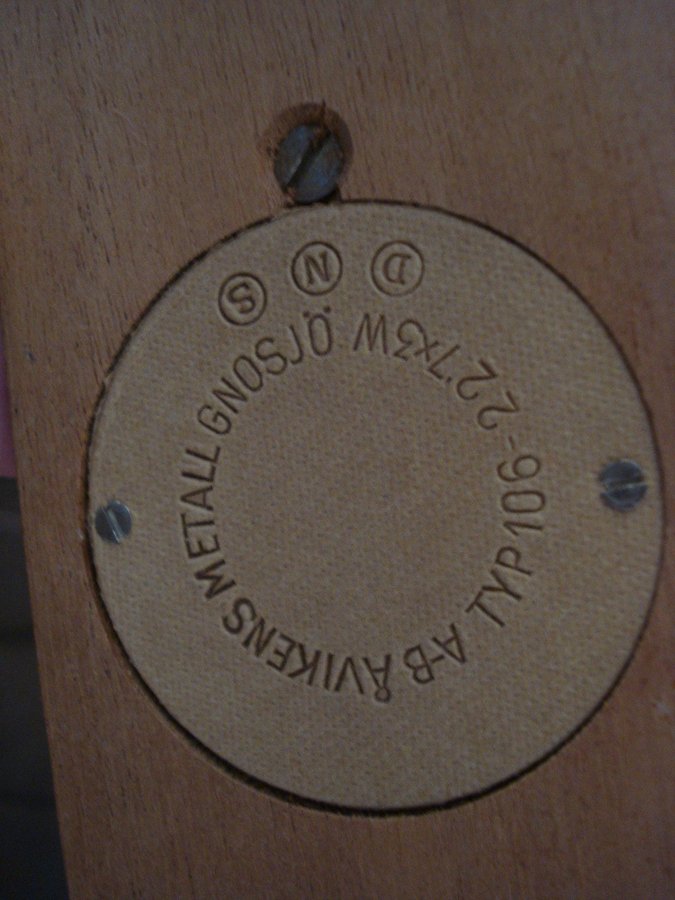 Ⓓ Ⓝ Ⓢ
A-B ÅVIKENS METALL GNOSJÖ
TYP 106-22 7x3W